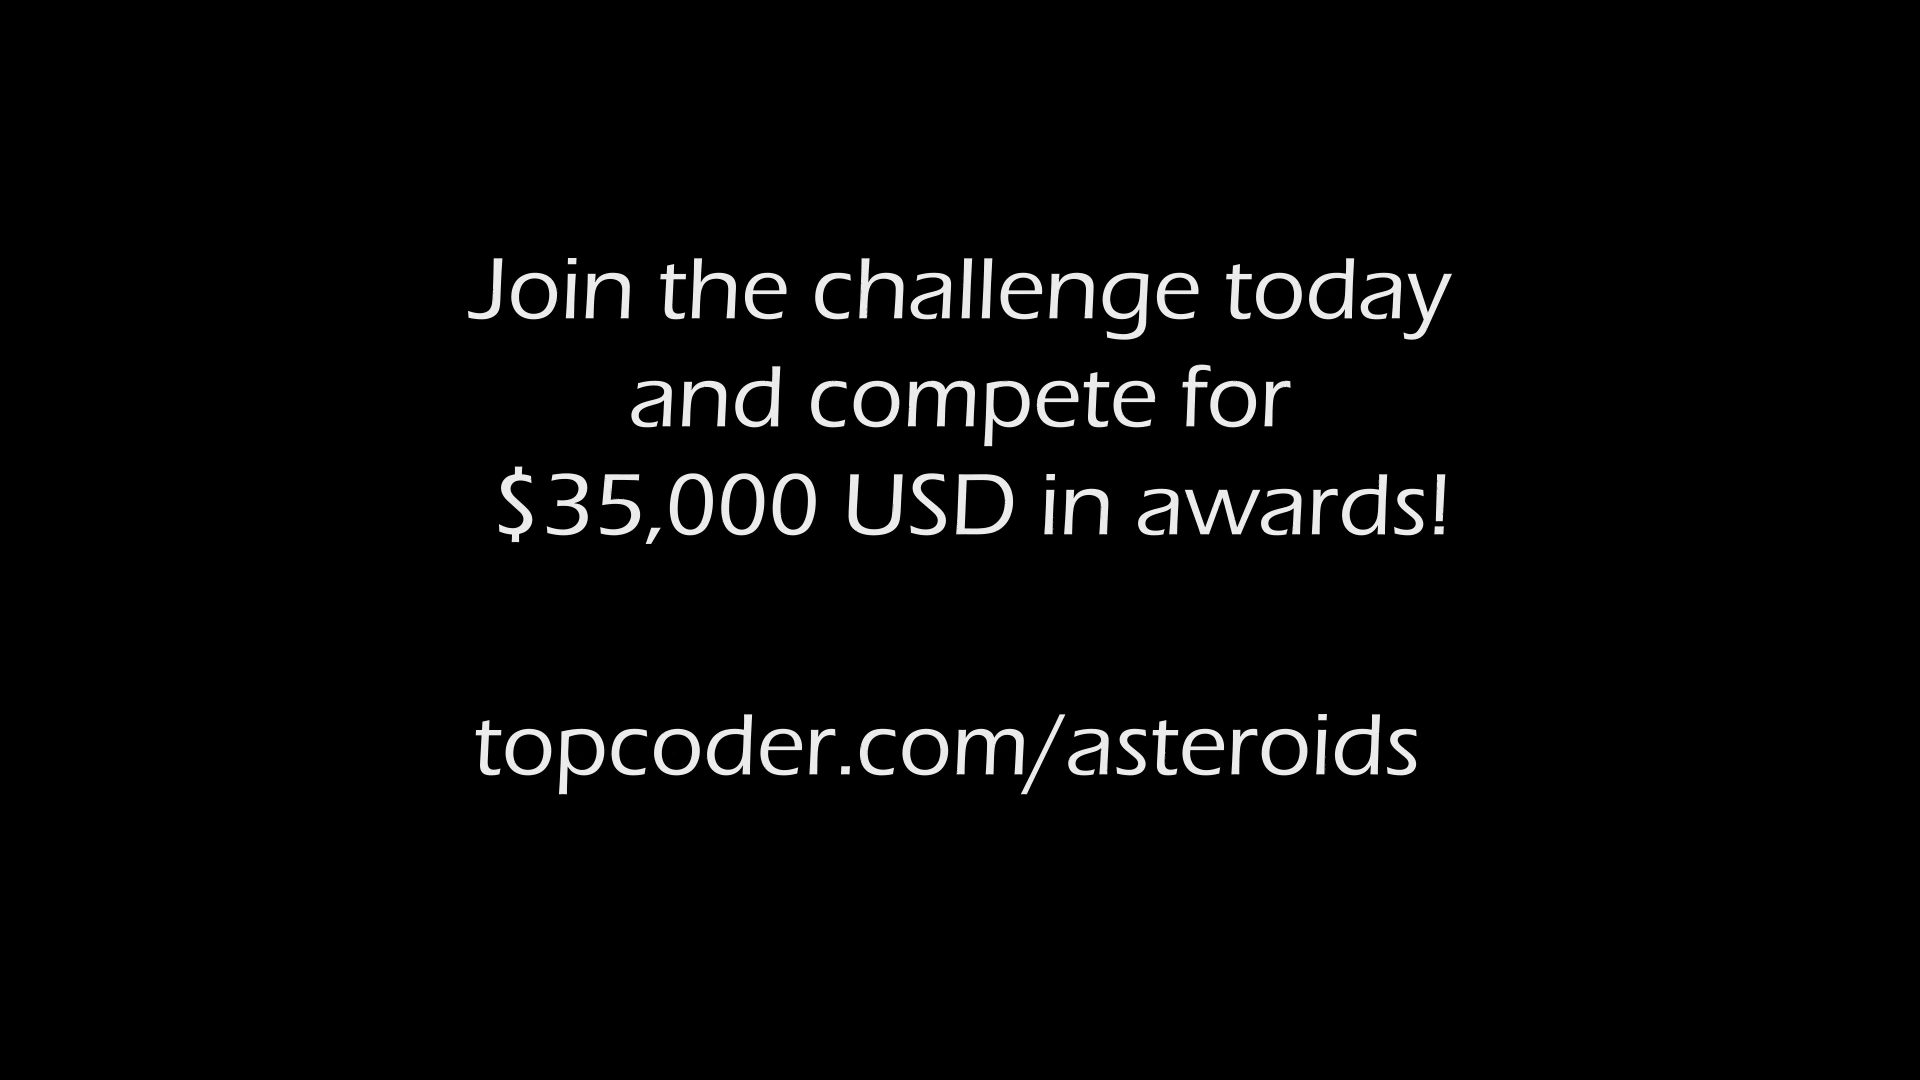 Join the challenge today
and compete for
$35,000 USD in awards!
topcoder.com/asteroids